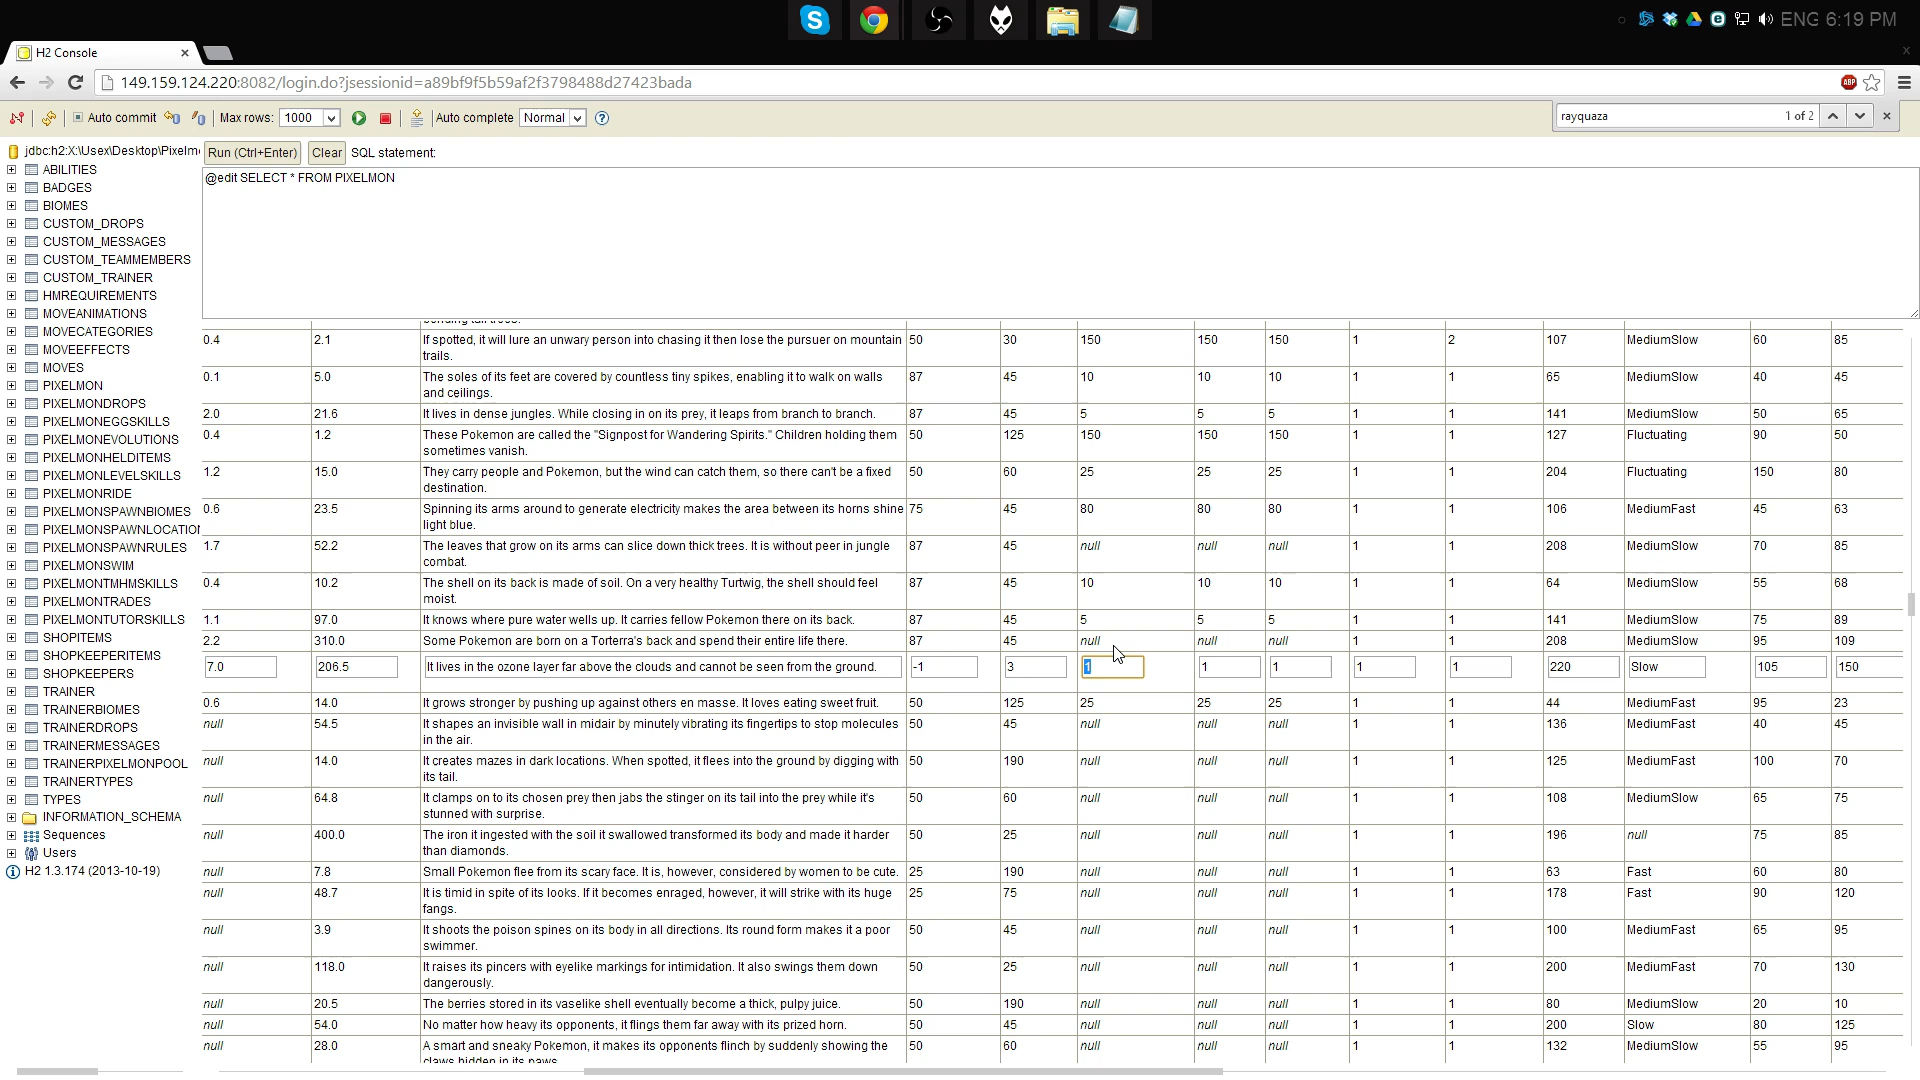 ENG 6:19 PM
H2 Console
149.159.124.220:8082/login.do?jsessionid=a89bf9f5b59af2f3798488d27423bada
ABP
Auto commit Max rows: 1000 Auto complete Normal
rayquaza 1 of 2
jdbc:h2:X:\Usex\Desktop\Pixelm
Run (Ctrl+Enter) Clear SQL statement:
@edit SELECT * FROM PIXELMON
ABILITIES
BADGES
BIOMES
CUSTOM_DROPS
CUSTOM_MESSAGES
CUSTOM_TEAMMEMBERS
CUSTOM_TRAINER
HMREQUIREMENTS
MOVEANIMATIONS
MOVECATEGORIES
MOVEEFFECTS
MOVES
PIXELMON
PIXELMONDROPS
PIXELMONEGGSKILLS
PIXELMONEVOLUTIONS
PIXELMONHELDITEMS
PIXELMONLEVELSKILLS
PIXELMONRIDE
PIXELMONSPAWNBIOMES
PIXELMONSPAWNLOCATION
PIXELMONSPAWNRULES
PIXELMONSWIM
PIXELMONTMHMSKILLS
PIXELMONTRADES
PIXELMONTUTORSKILLS
SHOPITEMS
SHOPKEEPERITEMS
SHOPKEEPERS
TRAINER
TRAINERBIOMES
TRAINERDROPS
TRAINERMESSAGES
TRAINERPIXELMONPOOL
TRAINERTYPES
TYPES
INFORMATION_SCHEMA
Sequences
Users
H2 1.3.174 (2013-10-19)
0.4 2.1 If spotted, it will lure an unwary person into chasing it then lose the pursuer on mountain 50 30 150 150 150 1 2 107 MediumSlow 60 85
trails.
0.1 5.0 The soles of its feet are covered by countless tiny spikes, enabling it to walk on walls 87 45 10 10 10 1 1 65 MediumSlow 40 45
and ceilings.
2.0 21.6 It lives in dense jungles. While closing in on its prey, it leaps from branch to branch. 87 45 5 5 5 1 1 141 MediumSlow 50 65
0.4 1.2 These Pokemon are called the "Signpost for Wandering Spirits." Children holding them 50 125 150 150 150 1 1 127 Fluctuating 90 50
sometimes vanish.
1.2 15.0 They carry people and Pokemon, but the wind can catch them, so there can't be a fixed 50 60 25 25 25 1 1 204 Fluctuating 150 80
destination.
0.6 23.5 Spinning its arms around to generate electricity makes the area between its horns shine 75 45 80 80 80 1 1 106 MediumFast 45 63
light blue.
1.7 52.2 The leaves that grow on its arms can slice down thick trees. It is without peer in jungle 87 45 null null null 1 1 208 MediumSlow 70 85
combat.
0.4 10.2 The shell on its back is made of soil. On a very healthy Turtwig, the shell should feel 87 45 10 10 10 1 1 64 MediumSlow 55 68
moist.
1.1 97.0 It knows where pure water wells up. It carries fellow Pokemon there on its back. 87 45 5 5 5 1 1 141 MediumSlow 75 89
2.2 310.0 Some Pokemon are born on a Torterra's back and spend their entire life there. 87 45 null null null 1 1 208 MediumSlow 95 109
7.0 206.5 It lives in the ozone layer far above the clouds and cannot be seen from the ground. -1 3 1 1 1 1 1 220 Slow 105 150
0.6 14.0 It grows stronger by pushing up against others en masse. It loves eating sweet fruit. 50 125 25 25 25 1 1 44 MediumFast 95 23
null 54.5 It shapes an invisible wall in midair by minutely vibrating its fingertips to stop molecules 50 45 null null null 1 1 136 MediumFast 40 45
in the air.
null 14.0 It creates mazes in dark locations. When spotted, it flees into the ground by digging with 50 190 null null null 1 1 125 MediumFast 100 70
its tail.
null 64.8 It clamps on to its chosen prey then jabs the stinger on its tail into the prey while it's 50 60 null null null 1 1 108 MediumSlow 65 75
stunned with surprise.
null 400.0 The iron it ingested with the soil it swallowed transformed its body and made it harder 50 25 null null null 1 1 196 null 75 85
than diamonds.
null 7.8 Small Pokemon flee from its scary face. It is, however, considered by women to be cute. 25 190 null null null 1 1 63 Fast 60 80
null 48.7 It is timid in spite of its looks. If it becomes enraged, however, it will strike with its huge 25 75 null null null 1 1 178 Fast 90 120
fangs.
null 3.9 It shoots the poison spines on its body in all directions. Its round form makes it a poor 50 45 null null null 1 1 100 MediumFast 65 95
swimmer.
null 118.0 It raises its pincers with eyelike markings for intimidation. It also swings them down 50 25 null null null 1 1 200 MediumFast 70 130
dangerously.
null 20.5 The berries stored in its vaselike shell eventually become a thick, pulpy juice. 50 190 null null null 1 1 80 MediumSlow 20 10
null 54.0 No matter how heavy its opponents, it flings them far away with its prized horn. 50 45 null null null 1 1 200 Slow 80 125
null 28.0 A smart and sneaky Pokemon, it makes its opponents flinch by suddenly showing the 50 60 null null null 1 1 132 MediumSlow 55 95
claws hidden in its paws.